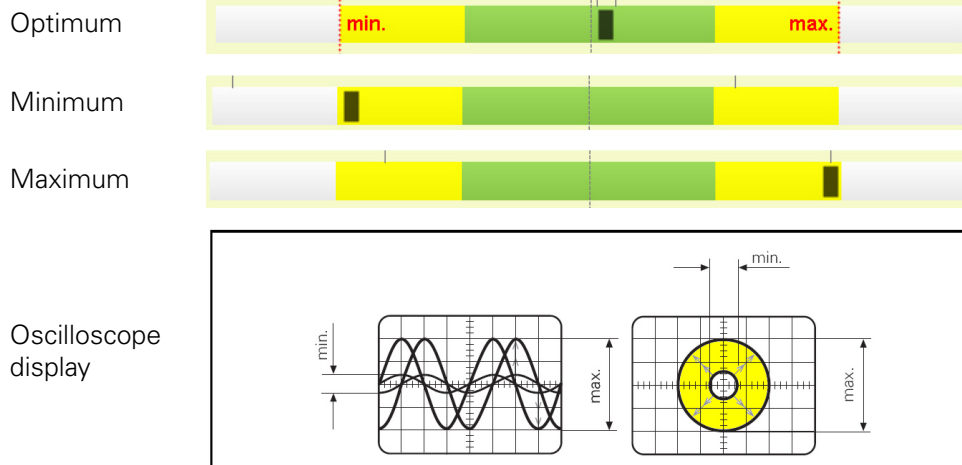 Optimum
min.
max.
Minimum
Maximum
min.
Oscilloscope
display
min.
max.
max.